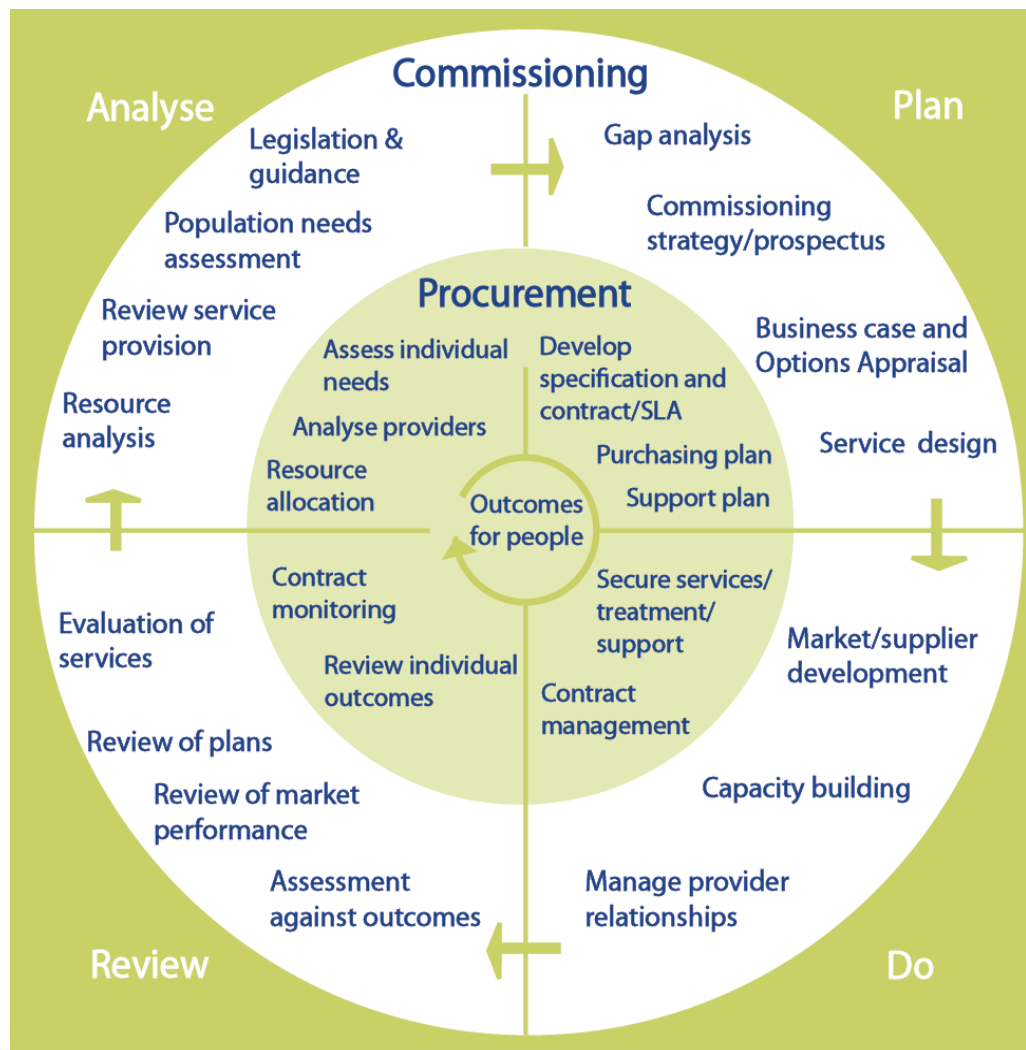 Commissioning
Analyse
Legislation &
guidance
Population needs
assessment
Review service
provision
Resource
analysis
Plan
Gap analysis
Commissioning
strategy/prospectus
Business case and
Options Appraisal
Service design
Procurement
Assess individual
needs
Analyse providers
Resource
allocation
Develop
specification and
contract/SLA
Purchasing plan
Support plan
Outcomes
for people
Contract
monitoring
Review individual
outcomes
Secure services/
treatment/
support
Contract
management
Evaluation of
services
Review of plans
Review of market
performance
Assessment
against outcomes
Review
Market/supplier
development
Capacity building
Manage provider
relationships
Do